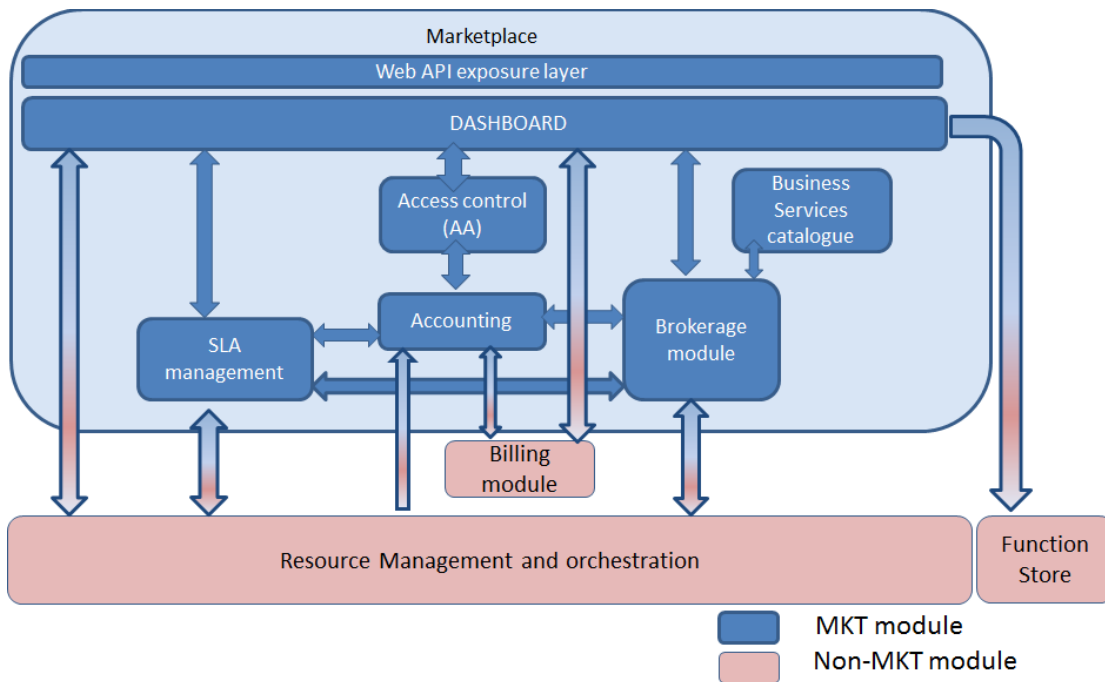 Marketplace
Web API exposure layer
DASHBOARD
Access control
(AA)
Business
Services
catalogue
Accounting
Brokerage
module
SLA
management
Billing
module
Resource Management and orchestration
Function
Store
MKT module
Non-MKT module